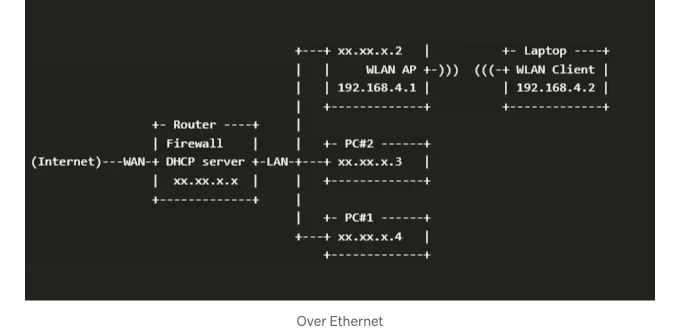 +---+ xx.xx.x.2   |         +- Laptop ----+
|   |     WLAN AP +-)))  (((-+ WLAN Client |
|   | 192.168.4.1 |         | 192.168.4.2 |
|   +-------------+         +-------------+
+- Router ----+     |
| Firewall    |     |   +- PC#2 ------+
(Internet)---WAN-+ DHCP server +-LAN-+---+ xx.xx.x.3   |
| xx.xx.x.x   |     |   +-------------+
+-------------+     |
|   +- PC#1 ------+
+---+ xx.xx.x.4   |
+-------------+
Over Ethernet